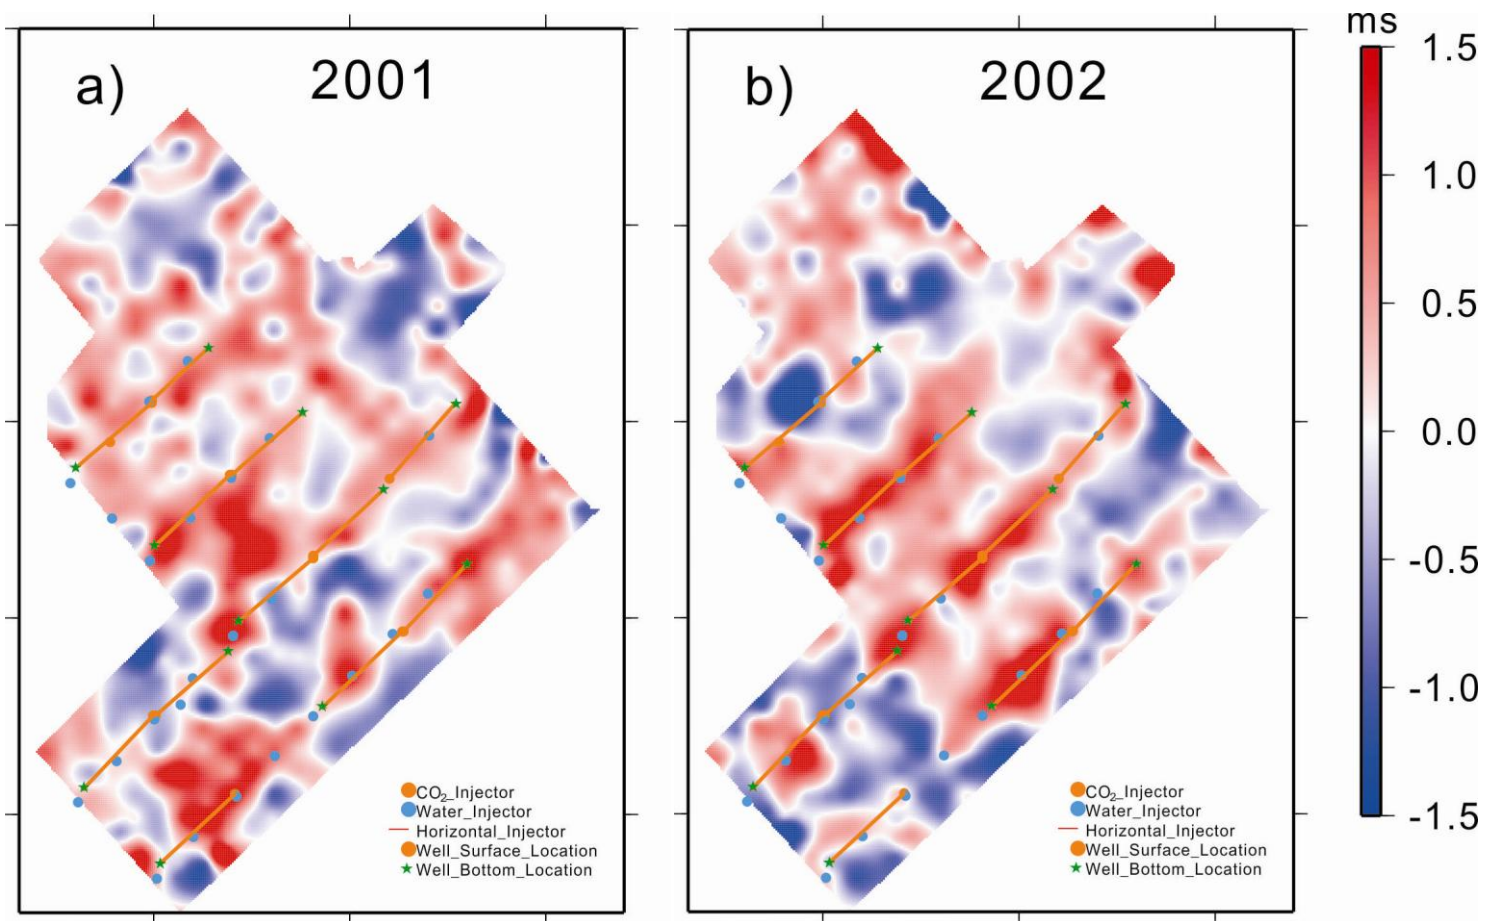 a) 2001
CO2_Injector
Water_Injector
Horizontal_Injector
Well_Surface_Location
Well_Bottom_Location
b) 2002
CO2_Injector
Water_Injector
Horizontal_Injector
Well_Surface_Location
Well_Bottom_Location
ms
1.5
1.0
0.5
0.0
-0.5
-1.0
-1.5